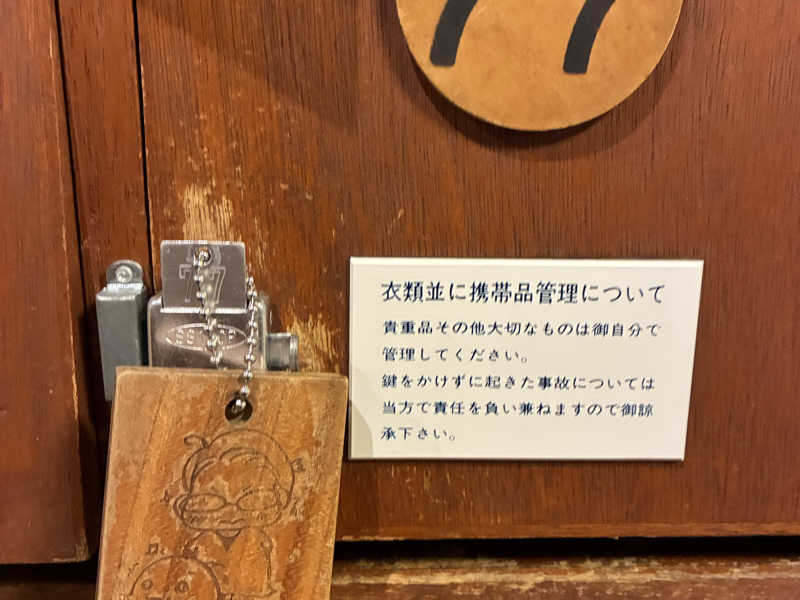 77
77
衣類並に携帯品管理について
貴重品その他大切なものは御自分で
管理してください。
鍵をかけずに起きた事故については
当方で責任を負い兼ねますので御諒
承下さい。